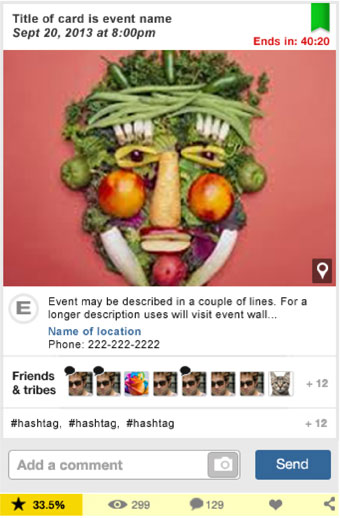 Title of card is event name
Sept 20, 2013 at 8:00pm
Ends in: 40:20
E
Event may be described in a couple of lines. For a
longer description uses will visit event wall...
Name of location
Phone: 222-222-2222
Friends
& tribes
+ 12
#hashtag, #hashtag, #hashtag
+ 12
Add a comment
Send
33.5%
299
129